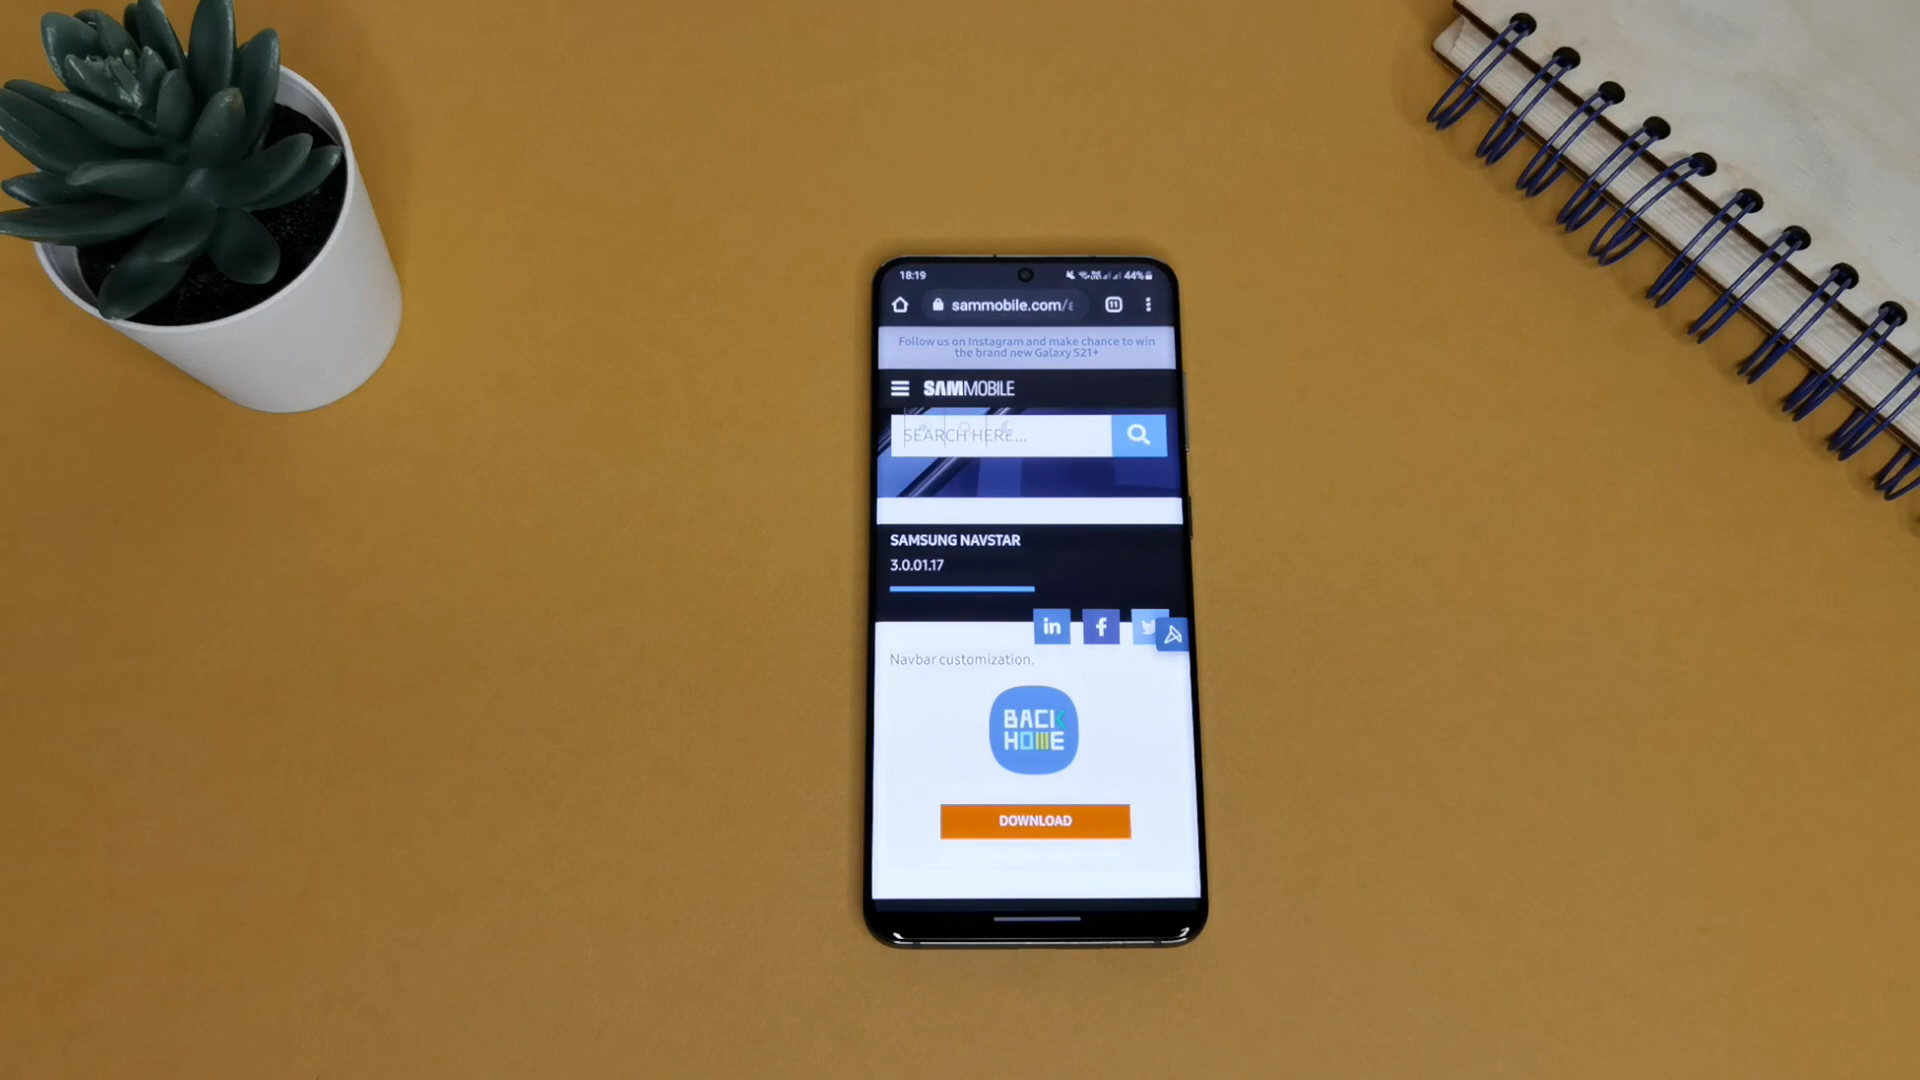 18:19 44%
sammobile.com/
11
Follow us on Instagram and make chance to win
the brand new Galaxy S21+
SAMMOBILE
SEARCH HERE...
SAMSUNG NAVSTAR
3.0.01.17
in f
Navbar customization.
BACK
HOME
DOWNLOAD